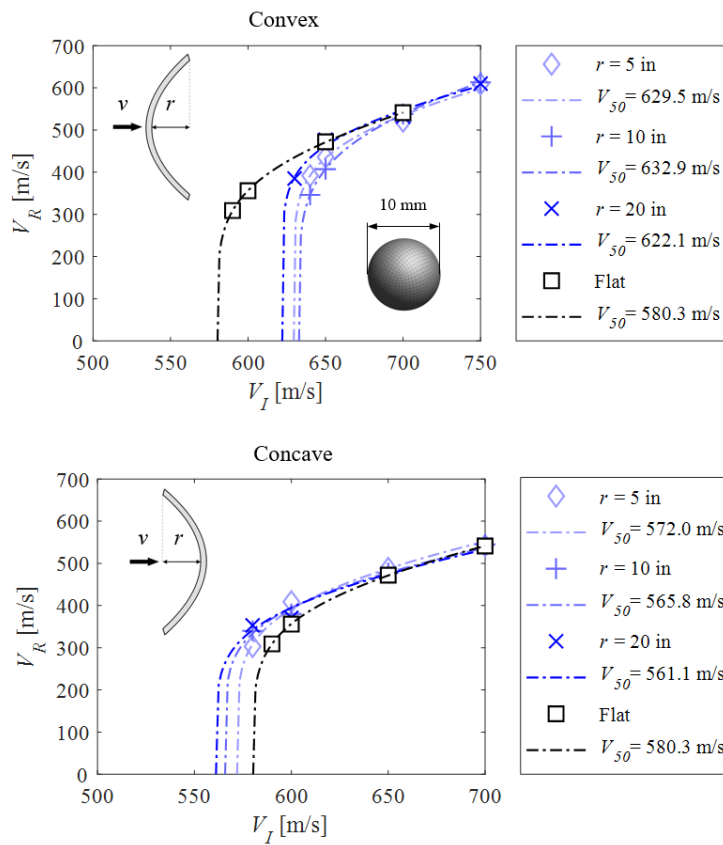 Convex
V_R [m/s]
700
600
500
400
300
200
100
0
500
550
600
650
700
750
V_I [m/s]
v
r
10 mm
r = 5 in
V_50= 629.5 m/s
r = 10 in
V_50= 632.9 m/s
r = 20 in
V_50= 622.1 m/s
Flat
V_50= 580.3 m/s
Concave
V_R [m/s]
700
600
500
400
300
200
100
0
500
550
600
650
700
V_I [m/s]
v
r
r = 5 in
V_50= 572.0 m/s
r = 10 in
V_50= 565.8 m/s
r = 20 in
V_50= 561.1 m/s
Flat
V_50= 580.3 m/s